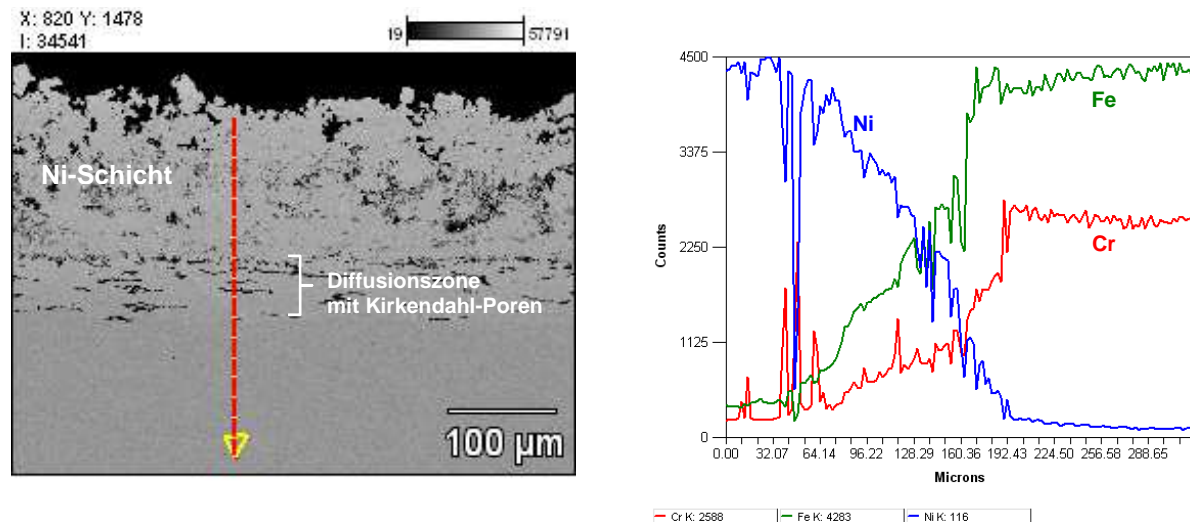 X: 820 Y: 1478
I: 34541
19
57791
Ni-Schicht
Diffusionszone
mit Kirkendahl-Poren
100 µm
4500
3375
2250
1125
0
Counts
Ni
Fe
Cr
0.00 32.07 64.14 96.22 128.29 160.36 192.43 224.50 256.58 288.65
Microns
Cr K: 2588 Fe K: 4283 Ni K: 116